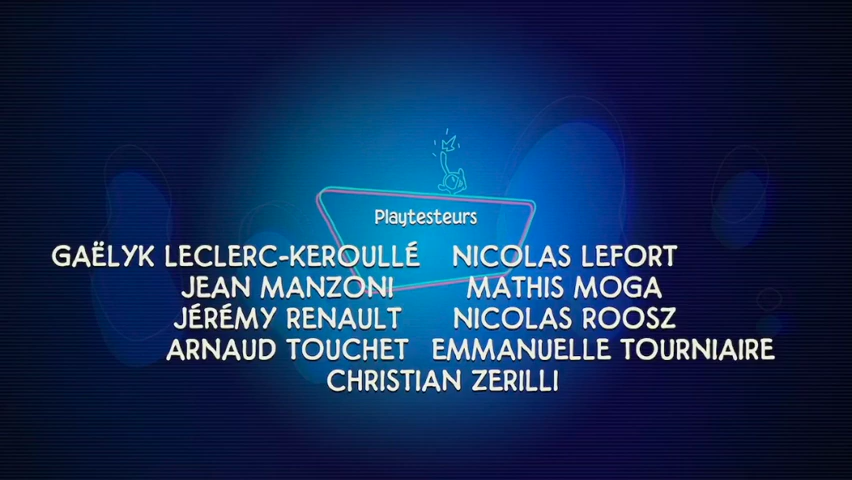 Playtesteurs
GAËLYK LECLERC-KEROULLÉ NICOLAS LEFORT
JEAN MANZONI MATHIS MOGA
JÉRÉMY RENAULT NICOLAS ROOSZ
ARNAUD TOUCHET EMMANUELLE TOURNIAIRE
CHRISTIAN ZERILLI